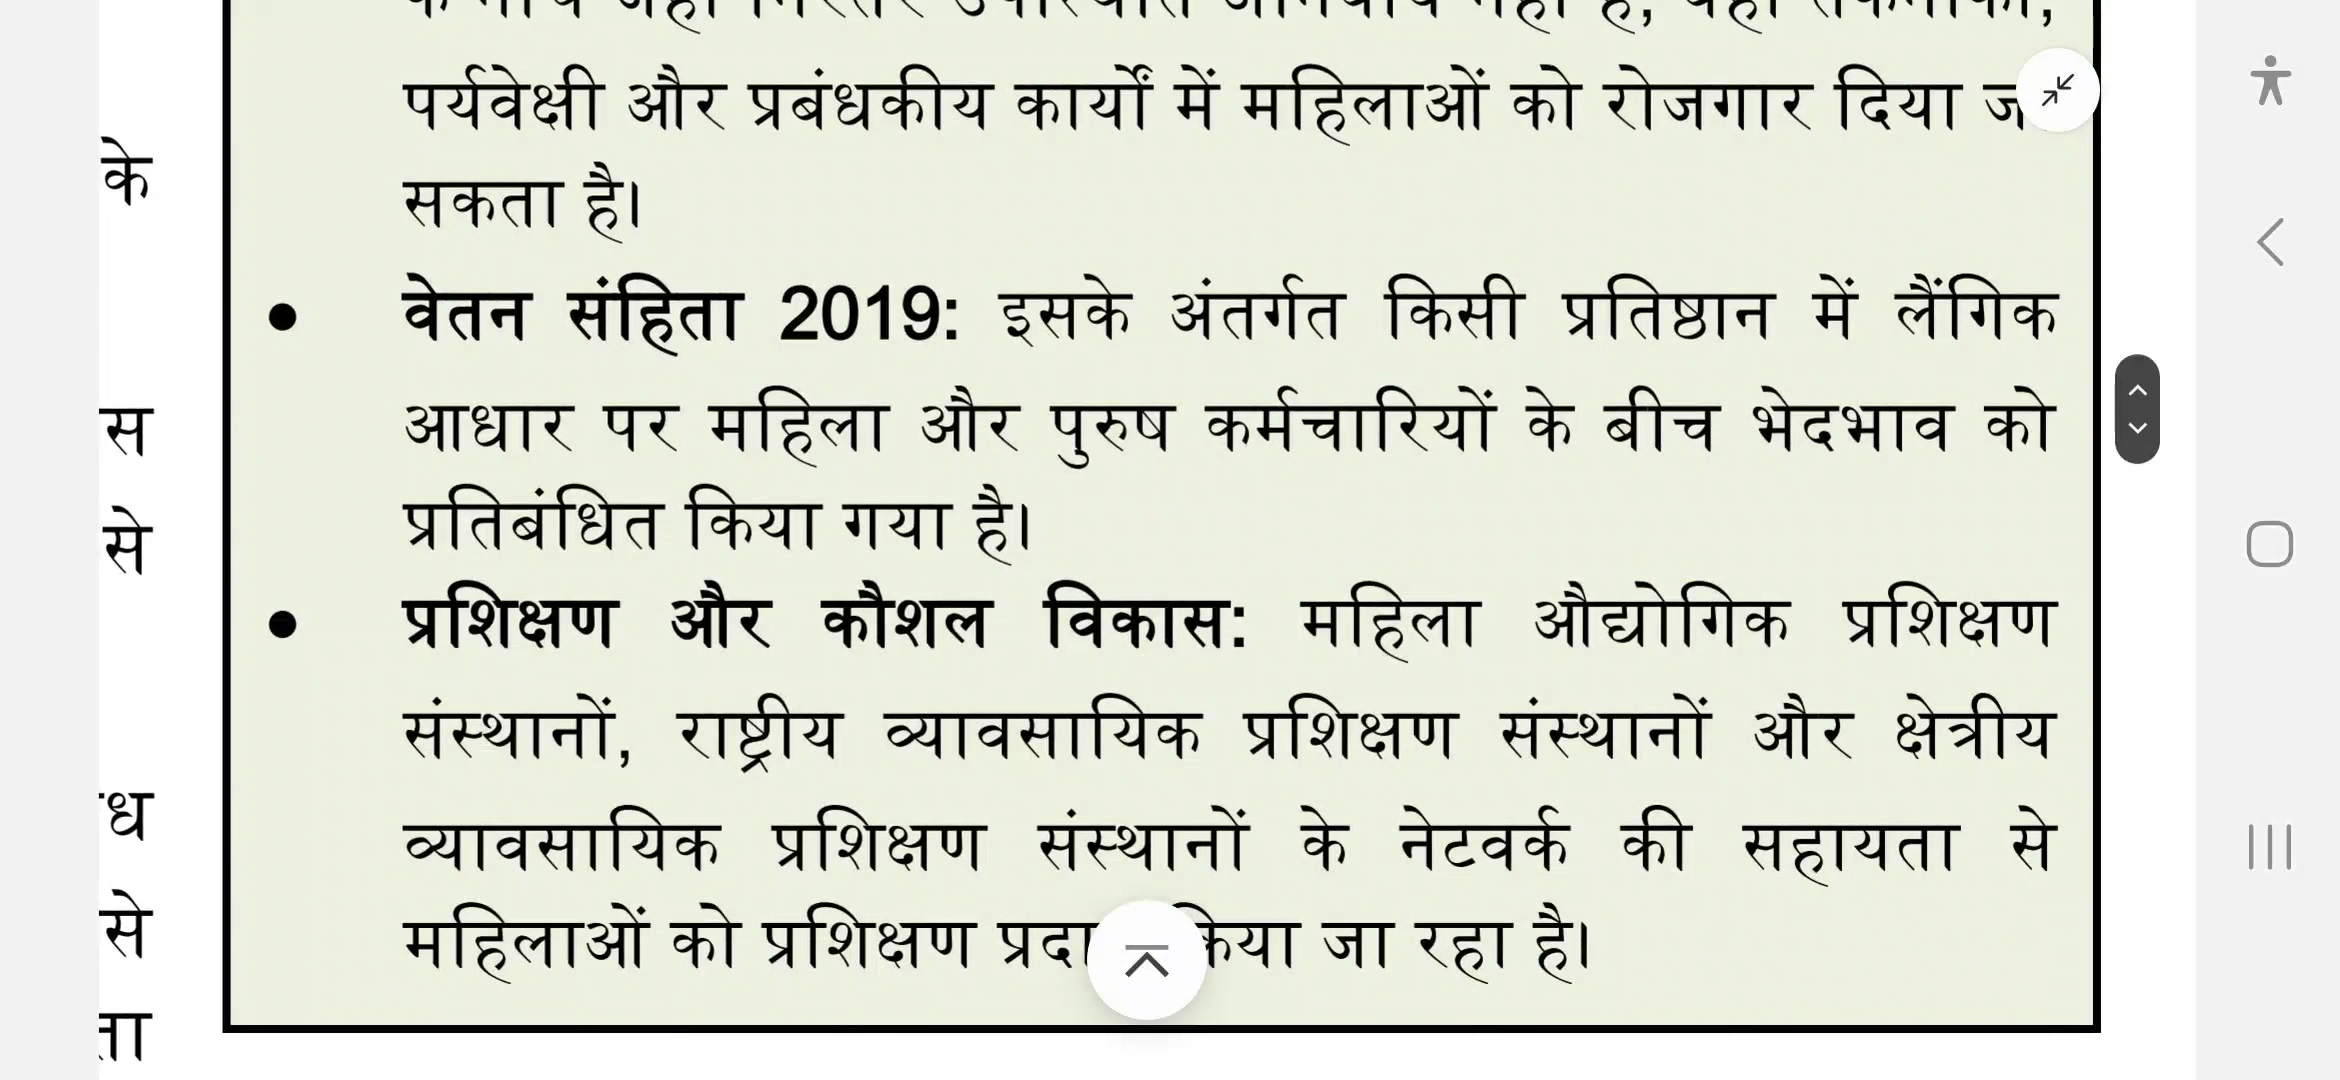 पर्यवेक्षी और प्रबंधकीय कार्यों में महिलाओं को रोजगार दिया
सकता है।
के
• वेतन संहिता 2019: इसके अंतर्गत किसी प्रतिष्ठान में लैंगिक
आधार पर महिला और पुरुष कर्मचारियों के बीच भेदभाव को
स
प्रतिबंधित किया गया है।
से
• प्रशिक्षण और कौशल विकास: महिला औद्योगिक प्रशिक्षण
संस्थानों, राष्ट्रीय व्यावसायिक प्रशिक्षण संस्थानों और क्षेत्रीय
व्यावसायिक प्रशिक्षण संस्थानों के नेटवर्क की सहायता से
ध
महिलाओं को प्रशिक्षण जा रहा है।
से
ता